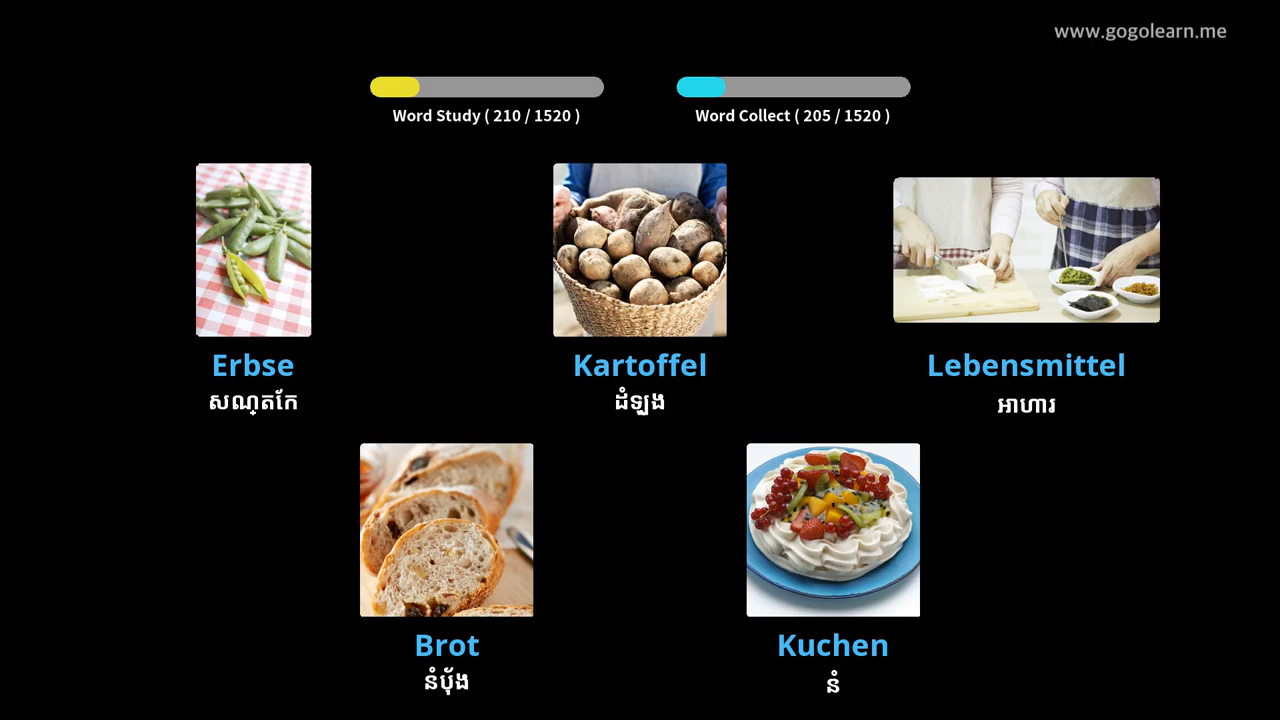 www.gogolearn.me
Word Study ( 210 / 1520 )
Word Collect ( 205 / 1520 )
Erbse
សណ្តកែ
Kartoffel
ដំឡូង
Lebensmittel
អាហារ
Brot
នំប៉័ង
Kuchen
នំ